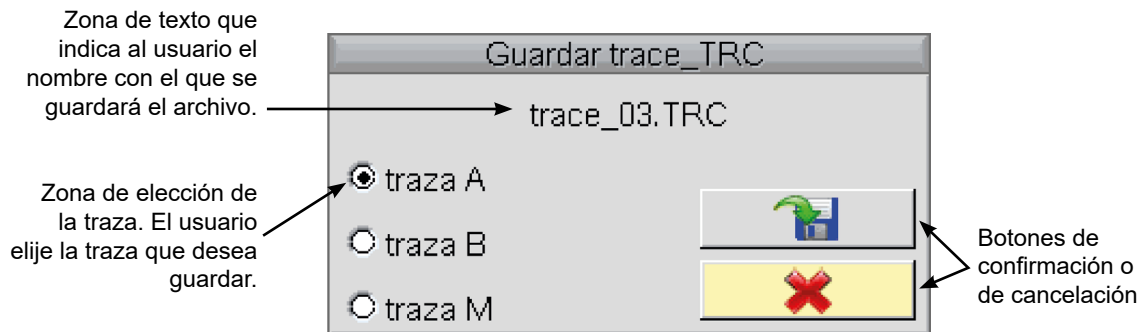 Zona de texto que
indica al usuario el
nombre con el que se
guardará el archivo.
Guardar trace_TRC
trace_03.TRC
Zona de elección de
la traza. El usuario
elije la traza que desea
guardar.
traza A
traza B
traza M
Botones de
confirmación o
de cancelación